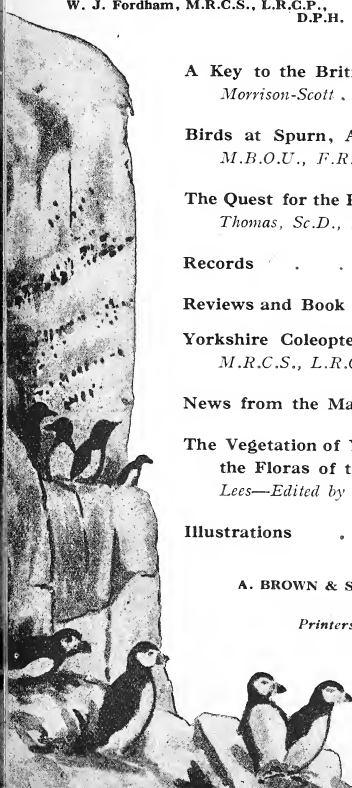 W. J. Fordham, M.R.C.S., L.R.C.P.,
D.P.H.
A Key to the Brit
Morrison-Scott .
Birds at Spurn, A
M.B.O.U., F.R.
The Quest for the
Thomas, Sc.D.,
Records . .
Reviews and Book
Yorkshire Coleopte
M.R.C.S., L.R.C
News from the Ma
The Vegetation of Y
the Floras of t
Lees—Edited by
Illustrations .
A. BROWN & S
Printers